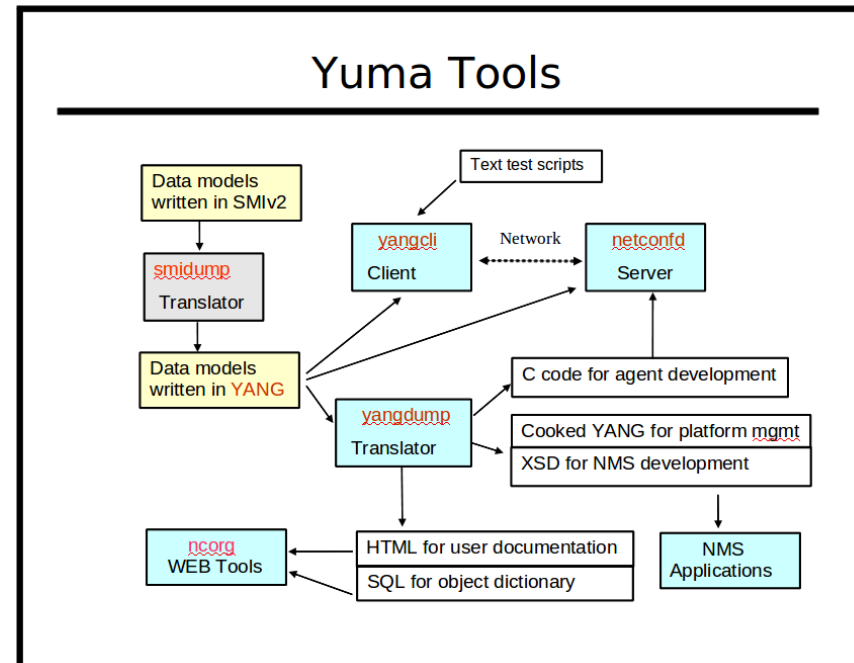 Yuma Tools
Text test scripts
Data models
written in SMIv2
yangcli
Client
Network
netconfd
Server
smidump
Translator
Data models
written in YANG
C code for agent development
yangdump
Translator
Cooked YANG for platform mgmt
XSD for NMS development
ncorg
WEB Tools
HTML for user documentation
SQL for object dictionary
NMS
Applications